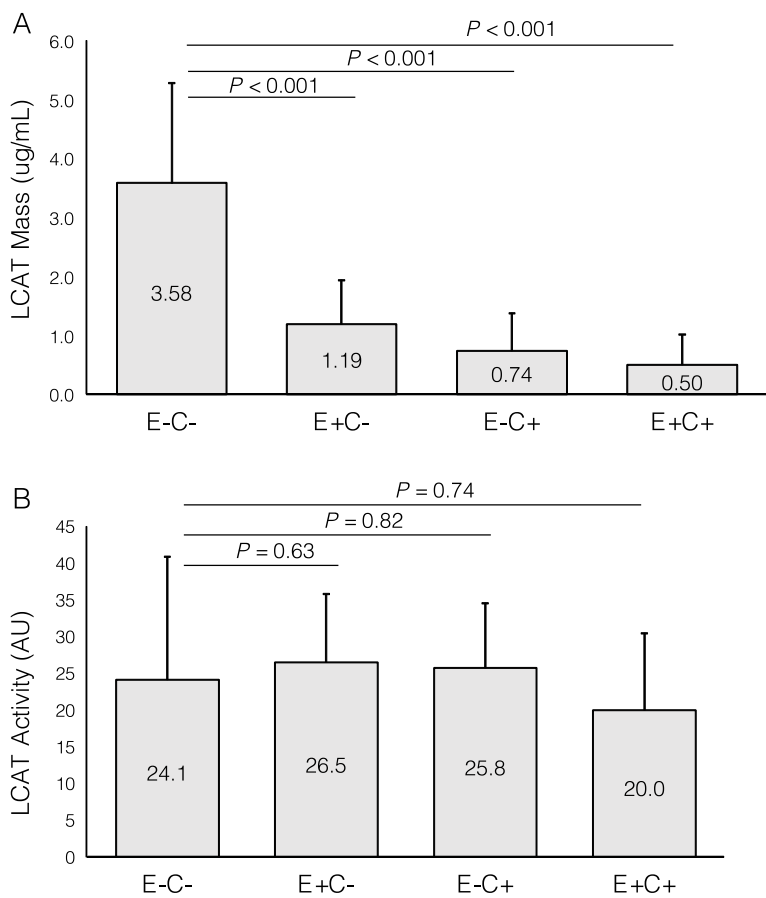 A
6.0
5.0
4.0
3.0
2.0
1.0
0.0
LCAT Mass (ug/mL)
P < 0.001
P < 0.001
P < 0.001
3.58
1.19
0.74
0.50
E-C-
E+C-
E-C+
E+C+
B
45
40
35
30
25
20
15
10
5
0
LCAT Activity (AU)
P = 0.74
P = 0.82
P = 0.63
24.1
26.5
25.8
20.0
E-C-
E+C-
E-C+
E+C+